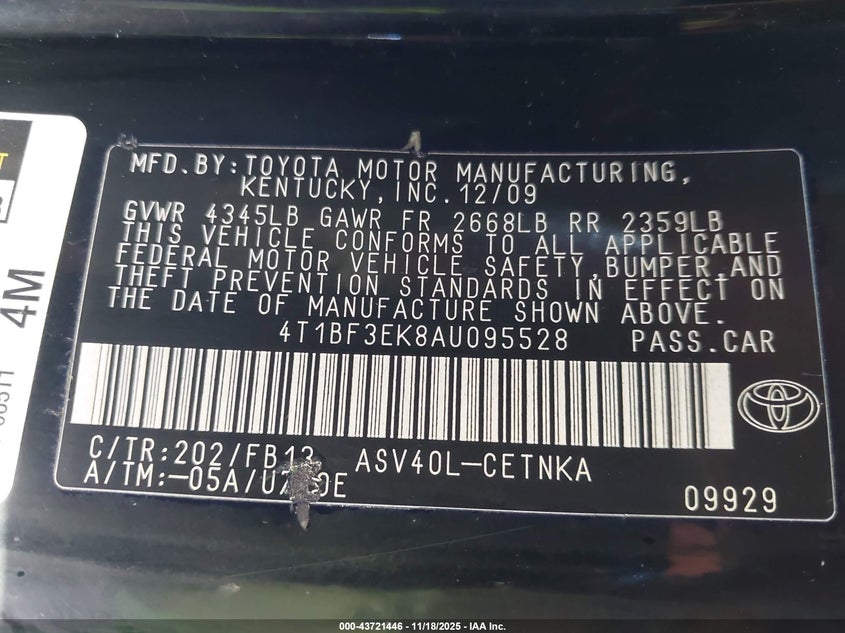 MFD.BY:TOYOTA MOTOR MANUFACTURING,
KENTUCKY,INC.12/09
GVWR 4345LB GAWR FR 2668LB RR 2359LB
THIS VEHICLE CONFORMS TO ALL APPLICABLE
FEDERAL MOTOR VEHICLE SAFETY,BUMPER,AND
THEFT PREVENTION STANDARDS IN EFFECT ON
THE DATE OF MANUFACTURE SHOWN ABOVE.
4T1BF3EK8AU095528 PASS.CAR
C/TR:202/FB13 ASV40L-CETNKA
A/TM:-05A/
09929
4M
000-43721446 - 11/18/2025 - IAA Inc.